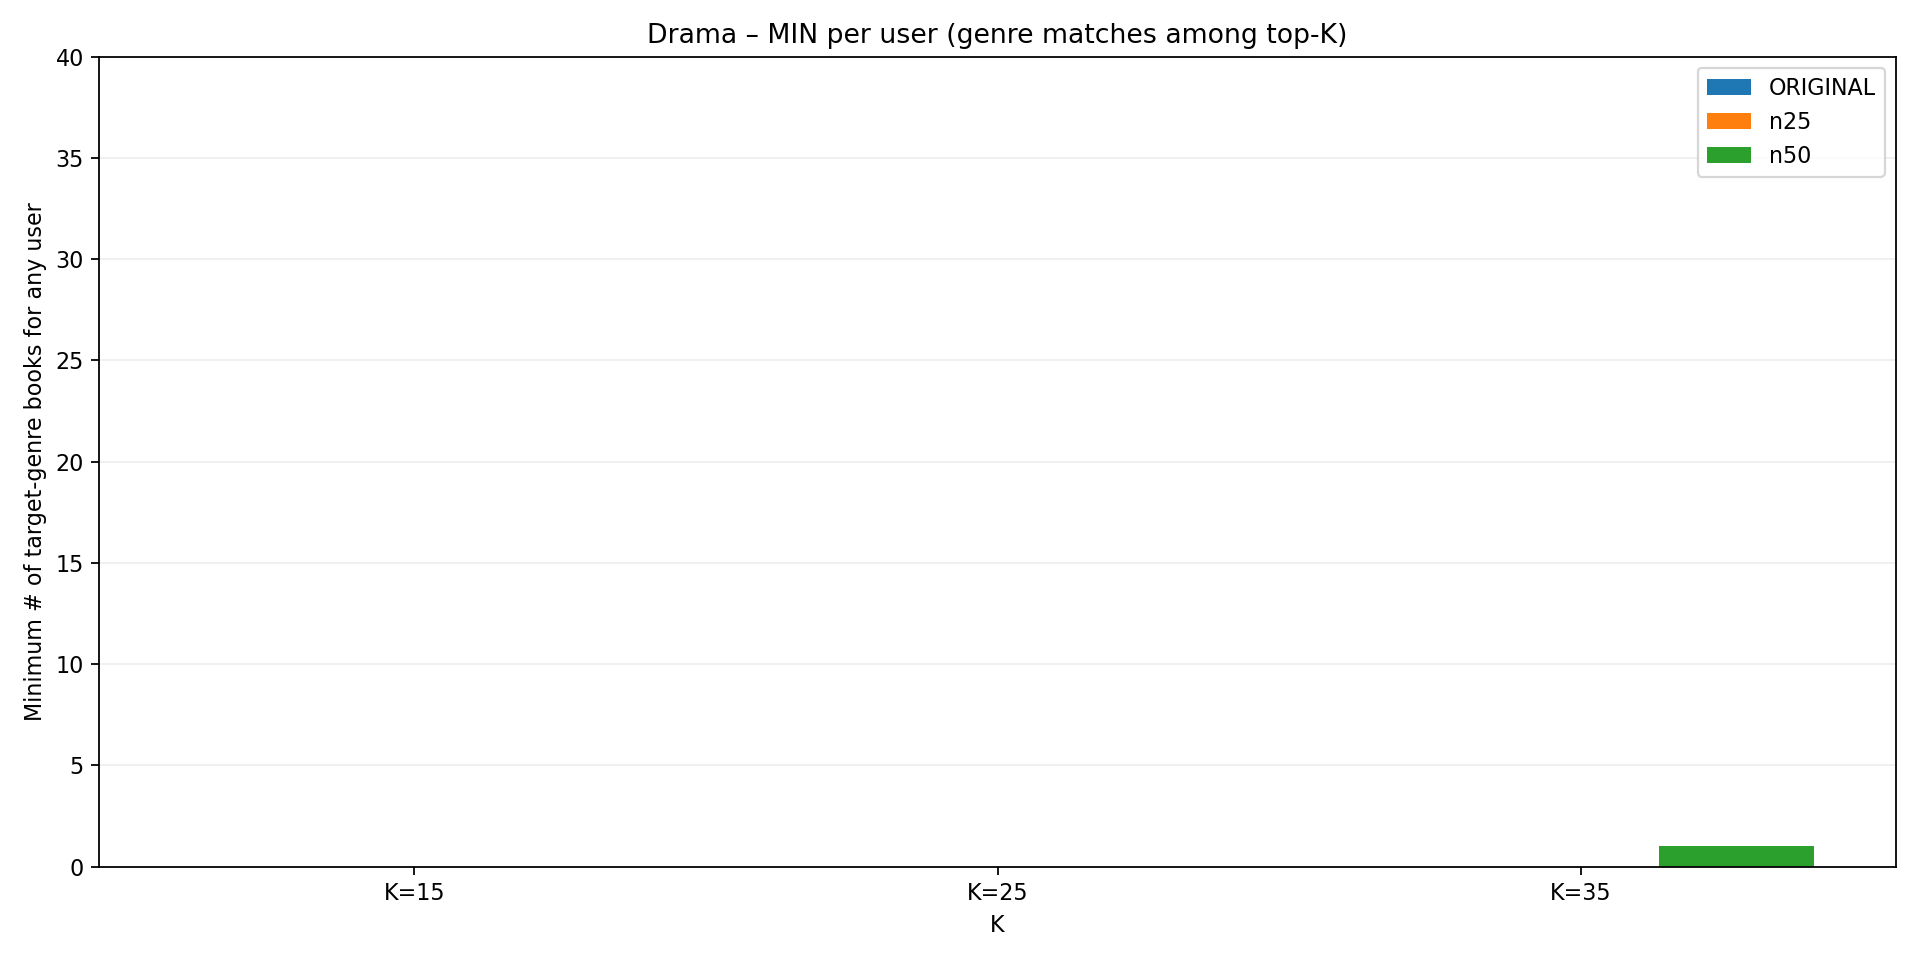 Drama – MIN per user (genre matches among top-K)
40
35
30
25
20
15
10
5
0
Minimum # of target-genre books for any user
ORIGINAL
n25
n50
K=15
K=25
K=35
K